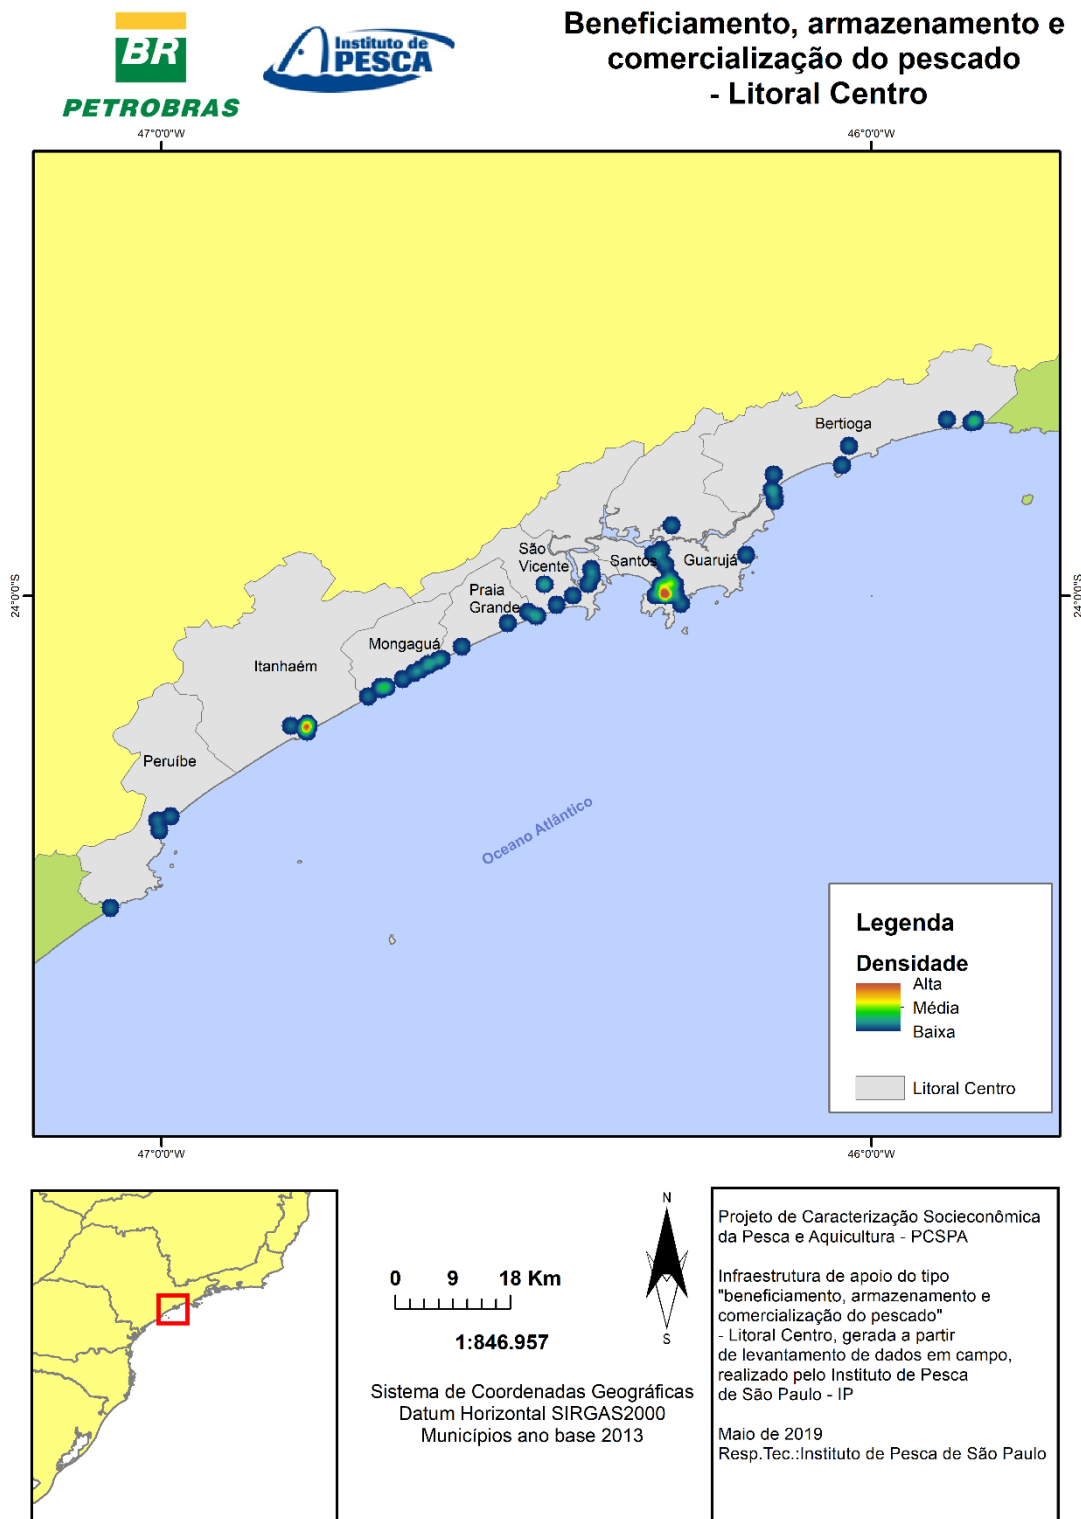 BR
PETROBRAS
Instituto de
PESCA
Beneficiamento, armazenamento e
comercialização do pescado
- Litoral Centro
47°0'0"W
46°0'0"W
24°0'0"S
24°0'0"S
Bertioga
São
Vicente
Santos
Guarujá
Praia
Grande
Mongaguá
Itanhaém
Peruíbe
Oceano Atlântico
Legenda
Densidade
Alta
Média
Baixa
Litoral Centro
47°0'0"W
46°0'0"W
0 9 18 Km
1:846.957
Sistema de Coordenadas Geográficas
Datum Horizontal SIRGAS2000
Municípios ano base 2013
N
S
Projeto de Caracterização Socieconômica
da Pesca e Aquicultura - PCSPA
Infraestrutura de apoio do tipo
"beneficiamento, armazenamento e
comercialização do pescado"
- Litoral Centro, gerada a partir
de levantamento de dados em campo,
realizado pelo Instituto de Pesca
de São Paulo - IP
Maio de 2019
Resp.Tec.:Instituto de Pesca de São Paulo